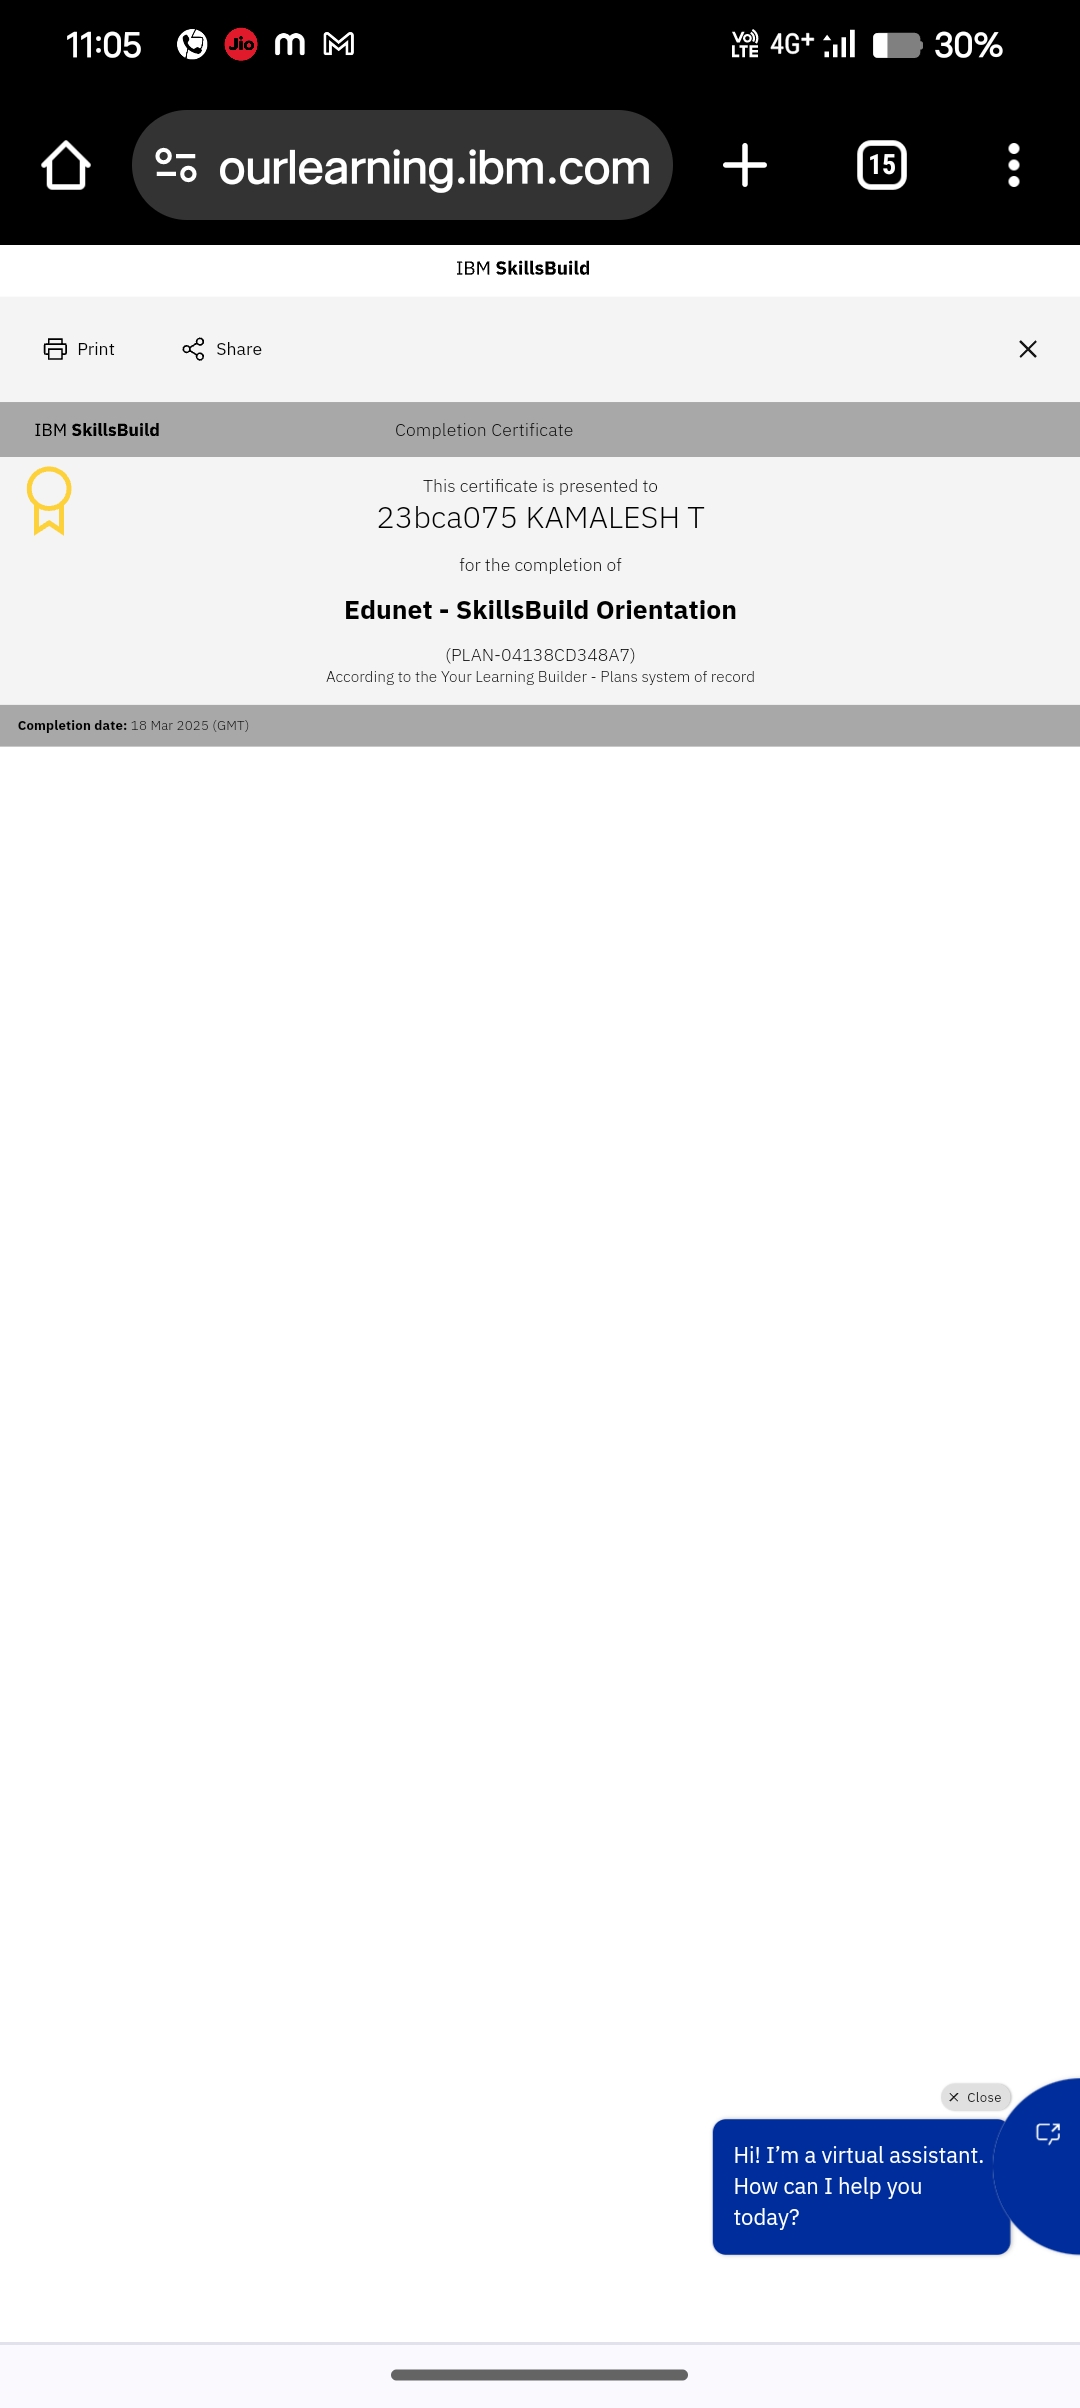 11:05 Jio Vo)) LTE 4G+ 30%
ourlearning.ibm.com 15
IBM SkillsBuild
Print Share
IBM SkillsBuild Completion Certificate
This certificate is presented to
23bca075 KAMALESH T
for the completion of
Edunet - SkillsBuild Orientation
(PLAN-04138CD348A7)
According to the Your Learning Builder - Plans system of record
Completion date: 18 Mar 2025 (GMT)
Close
Hi! I’m a virtual assistant.
How can I help you
today?